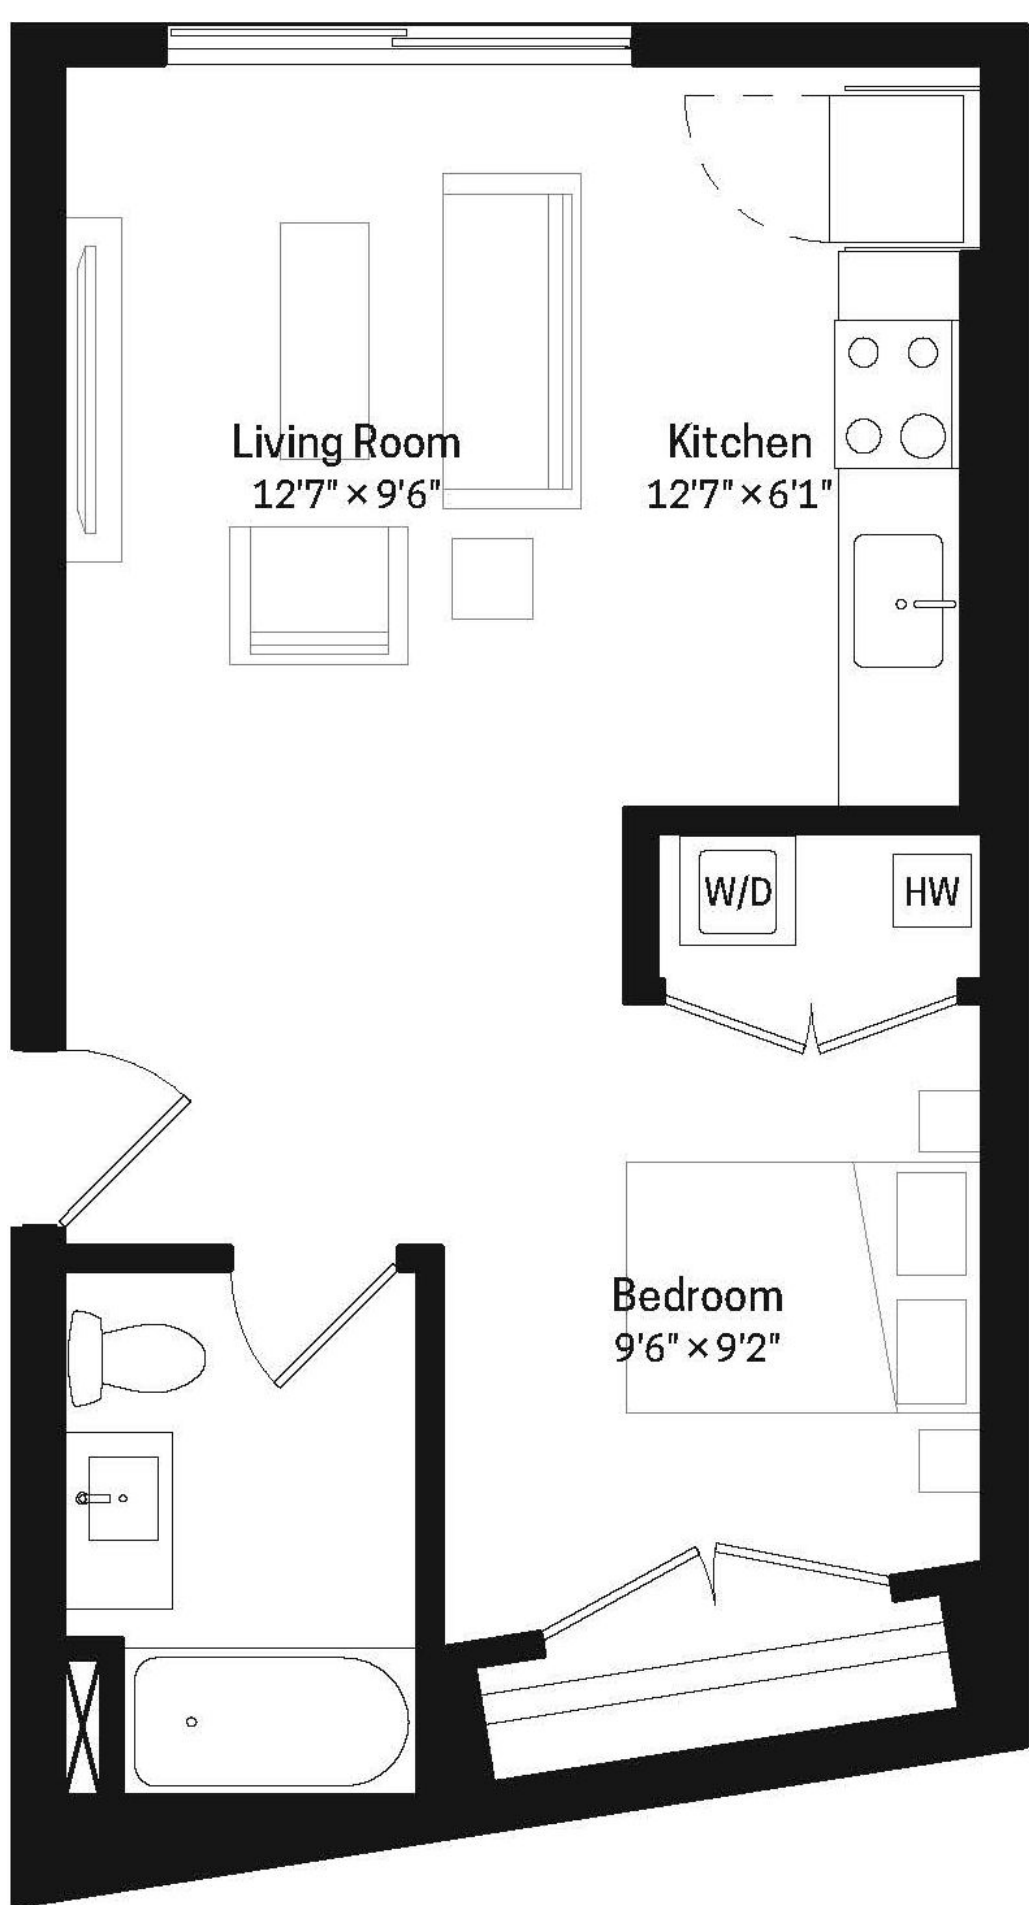 Living Room
12'7" × 9'6"
Kitchen
12'7" × 6'1"
W/D
HW
Bedroom
9'6" × 9'2"